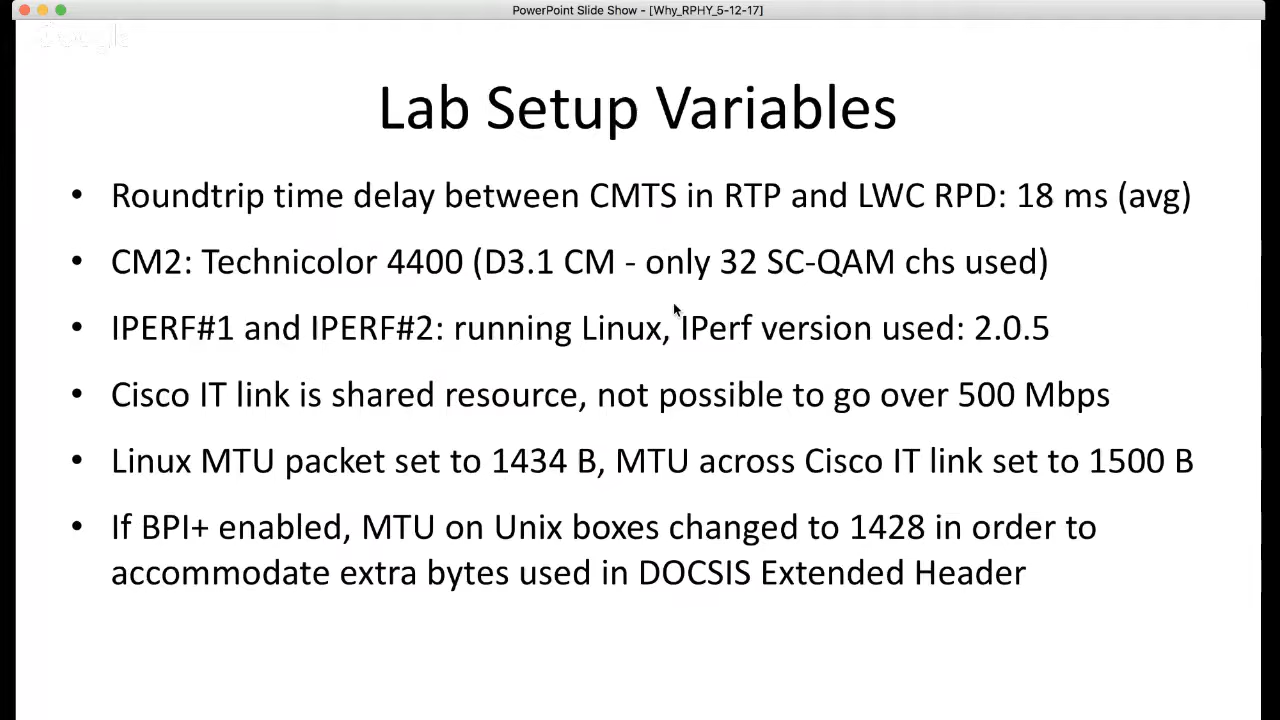 PowerPoint Slide Show - [Why_RPHY_5-12-17]
Lab Setup Variables
• Roundtrip time delay between CMTS in RTP and LWC RPD: 18 ms (avg)
• CM2: Technicolor 4400 (D3.1 CM - only 32 SC-QAM chs used)
• IPERF#1 and IPERF#2: running Linux, IPerf version used: 2.0.5
• Cisco IT link is shared resource, not possible to go over 500 Mbps
• Linux MTU packet set to 1434 B, MTU across Cisco IT link set to 1500 B
• If BPI+ enabled, MTU on Unix boxes changed to 1428 in order to
accommodate extra bytes used in DOCSIS Extended Header